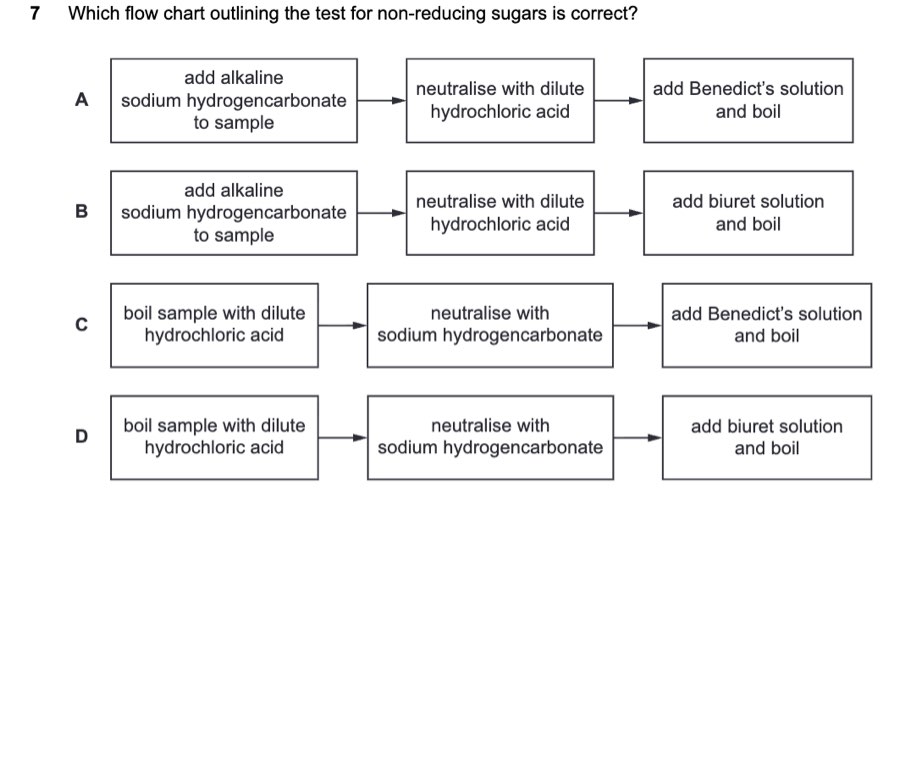 7 Which flow chart outlining the test for non-reducing sugars is correct?
A
add alkaline
sodium hydrogencarbonate
to sample
neutralise with dilute
hydrochloric acid
add Benedict's solution
and boil
B
add alkaline
sodium hydrogencarbonate
to sample
neutralise with dilute
hydrochloric acid
add biuret solution
and boil
C
boil sample with dilute
hydrochloric acid
neutralise with
sodium hydrogencarbonate
add Benedict's solution
and boil
D
boil sample with dilute
hydrochloric acid
neutralise with
sodium hydrogencarbonate
add biuret solution
and boil